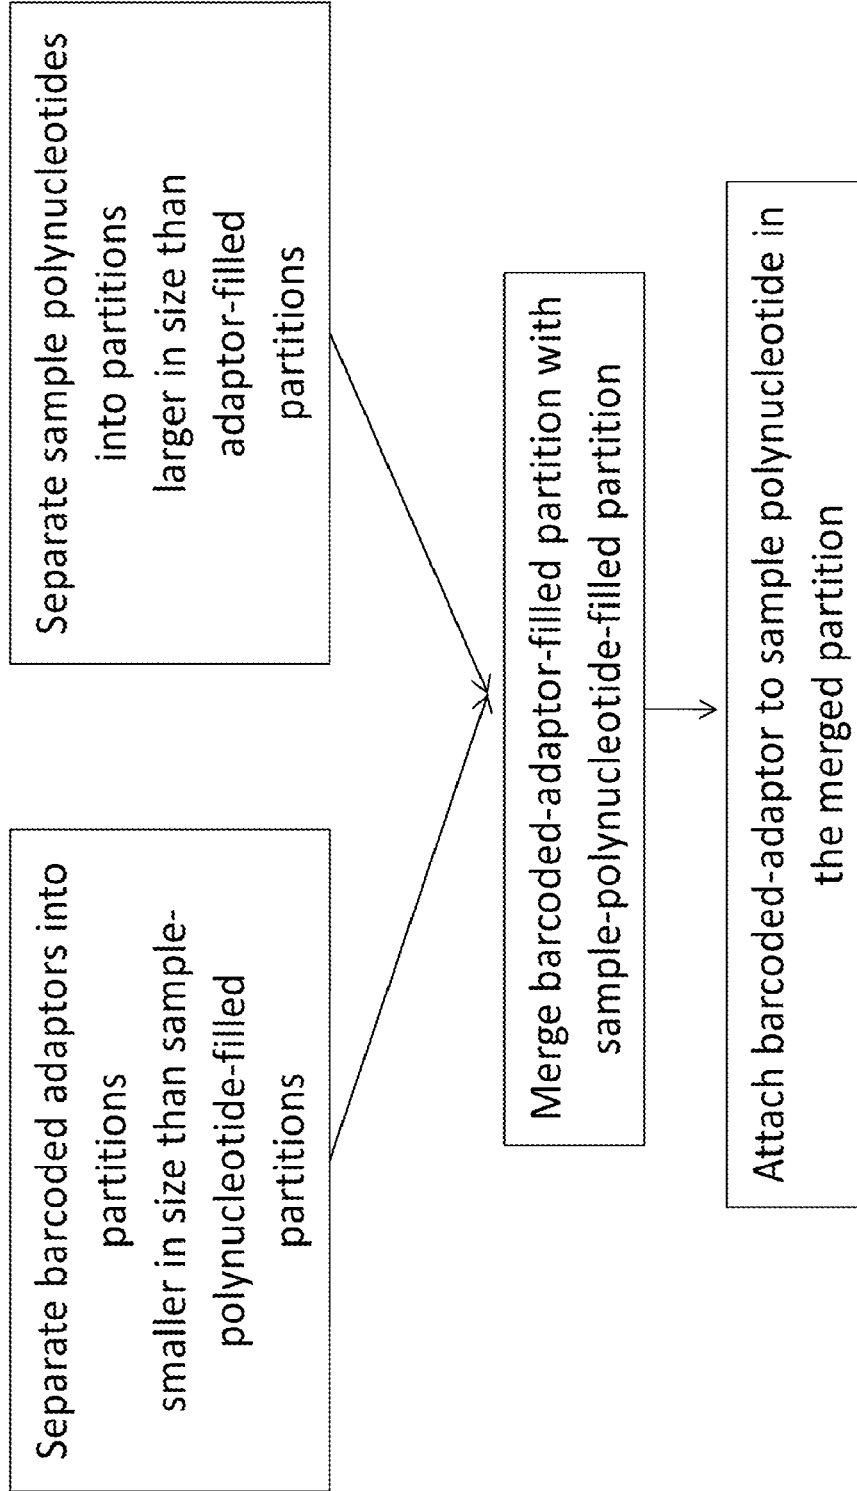 Separate barcoded adaptors into
partitions
smaller in size than sample-
polynucleotide-filled
partitions
Separate sample polynucleotides
into partitions
larger in size than
adaptor-filled
partitions
Merge barcoded-adaptor-filled partition with
sample-polynucleotide-filled partition
Attach barcoded-adaptor to sample polynucleotide in
the merged partition